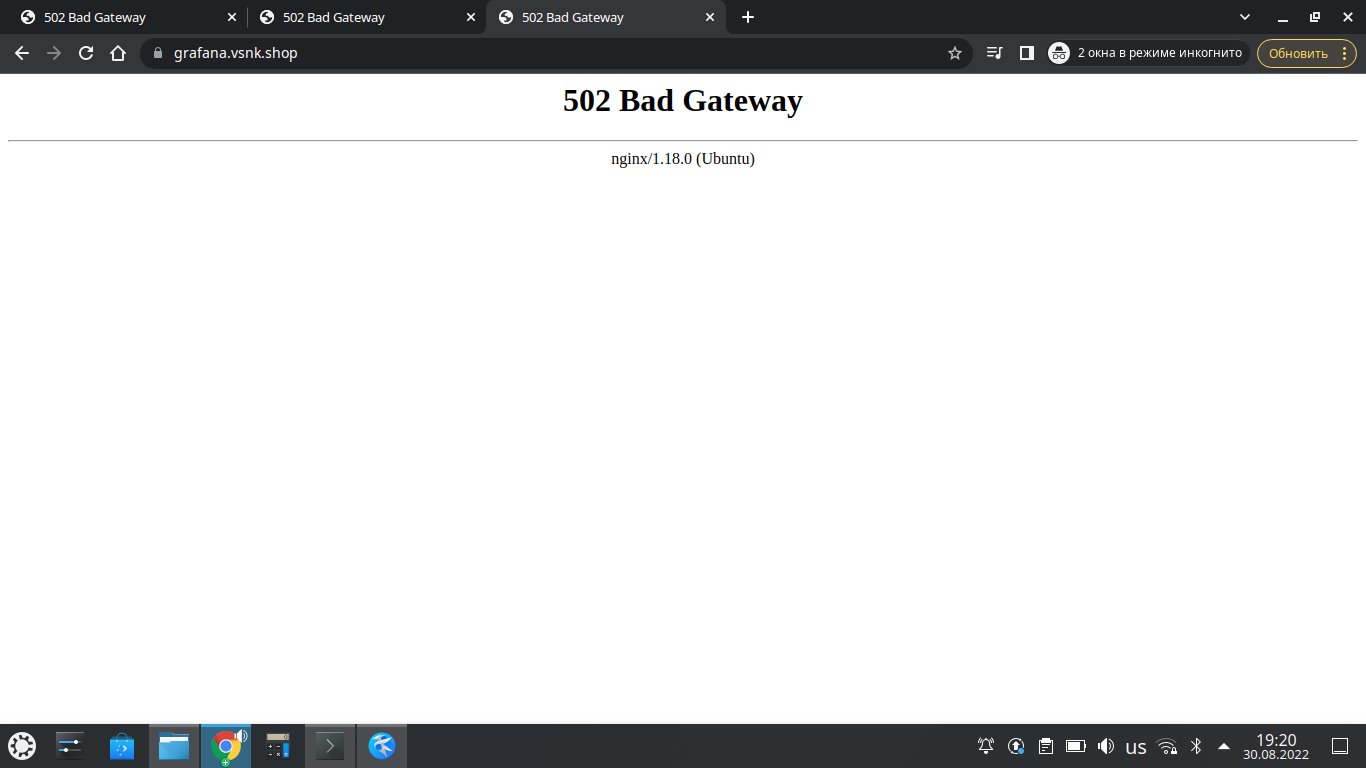 502 Bad Gateway
502 Bad Gateway
502 Bad Gateway
grafana.vsnk.shop
2 окна в режиме инкогнито
Обновить
502 Bad Gateway
nginx/1.18.0 (Ubuntu)
us
19:20
30.08.2022